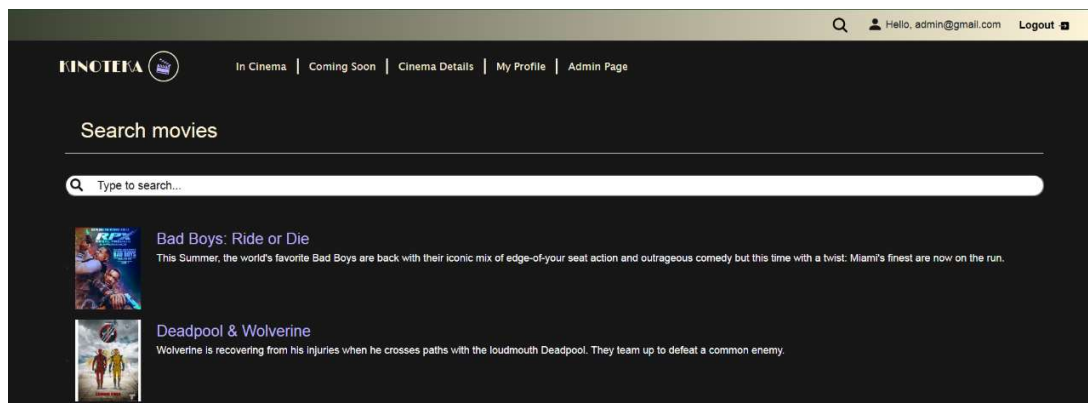 Hello, admin@gmail.com Logout
KINOTEKA In Cinema Coming Soon Cinema Details My Profile Admin Page
Search movies
Type to search...
RPX
Bad Boys: Ride or Die
This Summer, the world's favorite Bad Boys are back with their iconic mix of edge-of-your seat action and outrageous comedy but this time with a twist: Miami's finest are now on the run.
BAD BOYS
Deadpool & Wolverine
Wolverine is recovering from his injuries when he crosses paths with the loudmouth Deadpool. They team up to defeat a common enemy.